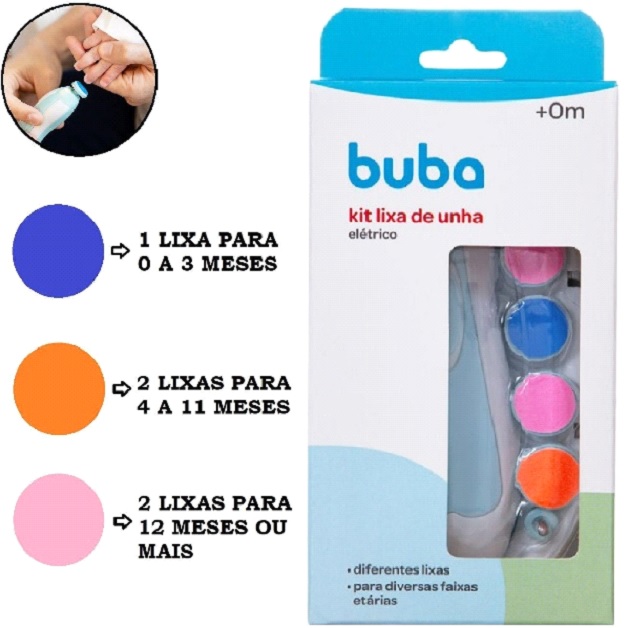 +0m
buba
kit lixa de unha
elétrico
1 LIXA PARA
0 A 3 MESES
2 LIXAS PARA
4 A 11 MESES
2 LIXAS PARA
12 MESES OU
MAIS
• diferentes lixas
• para diversas faixas
etárias